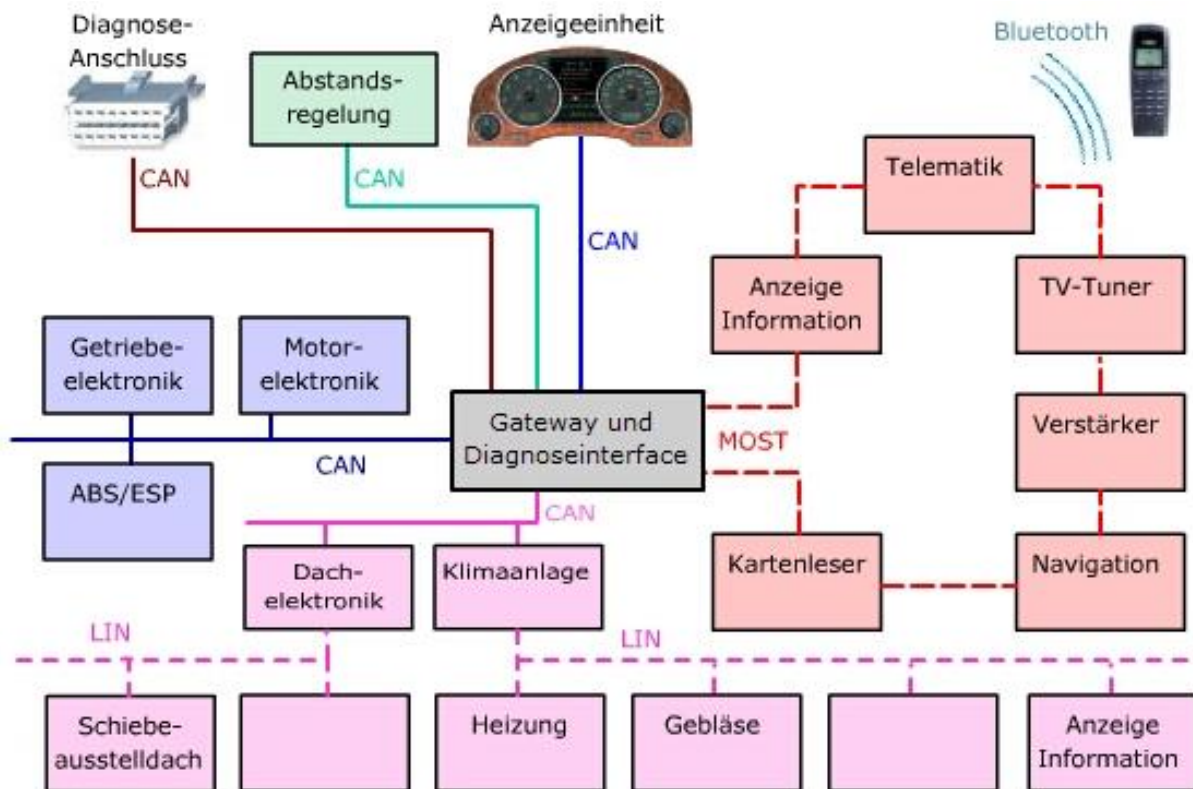 Diagnose-
Anschluss
Anzeigeeinheit
Bluetooth
Abstands-
regelung
CAN
CAN
CAN
Telematik
Anzeige
Information
TV-Tuner
Getriebe-
elektronik
Motor-
elektronik
Gateway und
Diagnoseinterface
MOST
Verstärker
CAN
ABS/ESP
CAN
Dach-
elektronik
Klimaanlage
Kartenleser
Navigation
LIN
LIN
Schiebe-
ausstelldach
Heizung
Gebläse
Anzeige
Information